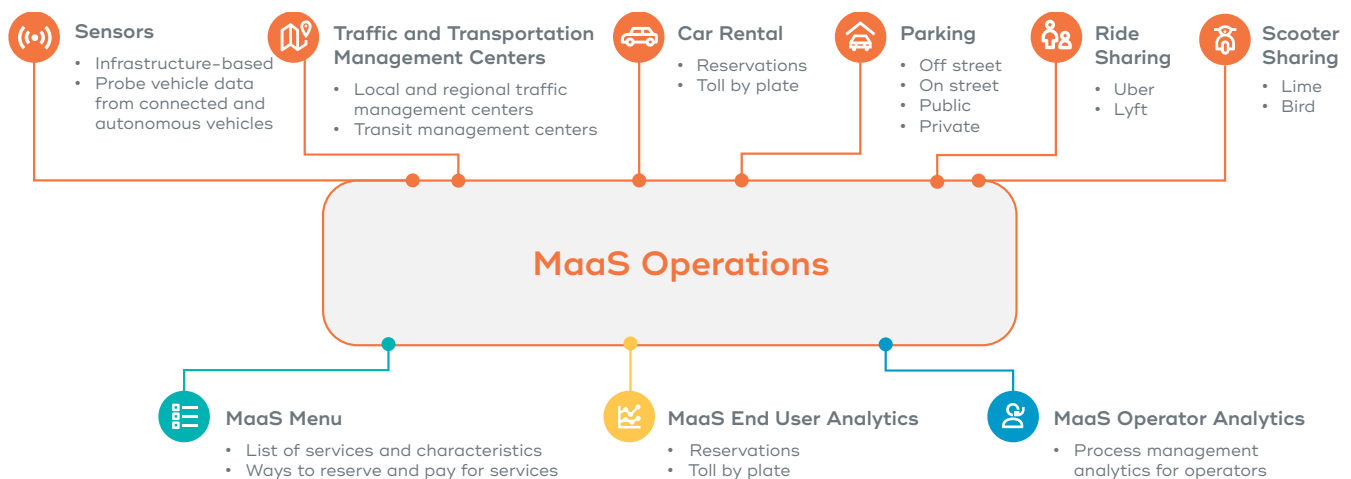 Sensors
• Infrastructure-based
• Probe vehicle data
from connected and
autonomous vehicles
Traffic and Transportation
Management Centers
• Local and regional traffic
management centers
• Transit management centers
Car Rental
• Reservations
• Toll by plate
Parking
• Off street
• On street
• Public
• Private
Ride
Sharing
• Uber
• Lyft
Scooter
Sharing
• Lime
• Bird
MaaS Operations
MaaS Menu
• List of services and characteristics
• Ways to reserve and pay for services
MaaS End User Analytics
• Reservations
• Toll by plate
MaaS Operator Analytics
• Process management
analytics for operators